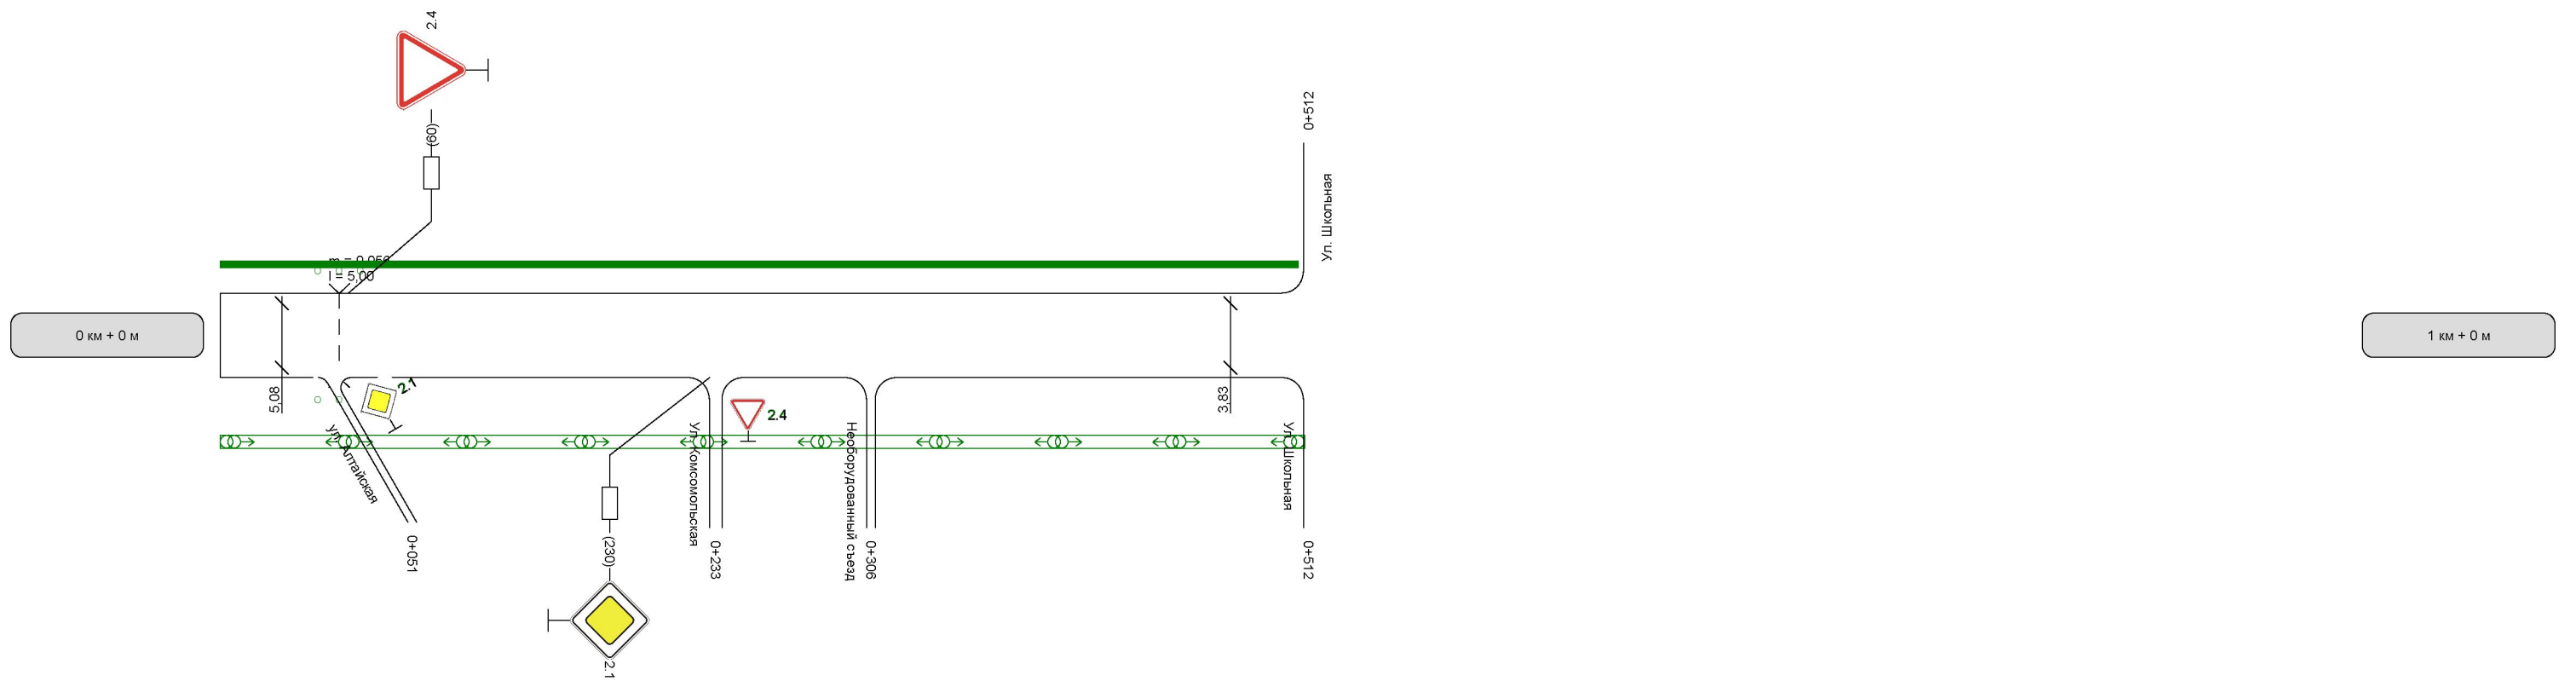 2.4
(60)
0+512
Ул. Школьная
m = 0,056
l = 5,00
0 км + 0 м
1 км + 0 м
5,08
2.1
3,83
2.4
ул. Алтайская
Ул. Комсомольская
Необорудованный съезд
Ул. Школьная
0+051
(230)
0+233
0+306
0+512
2.1